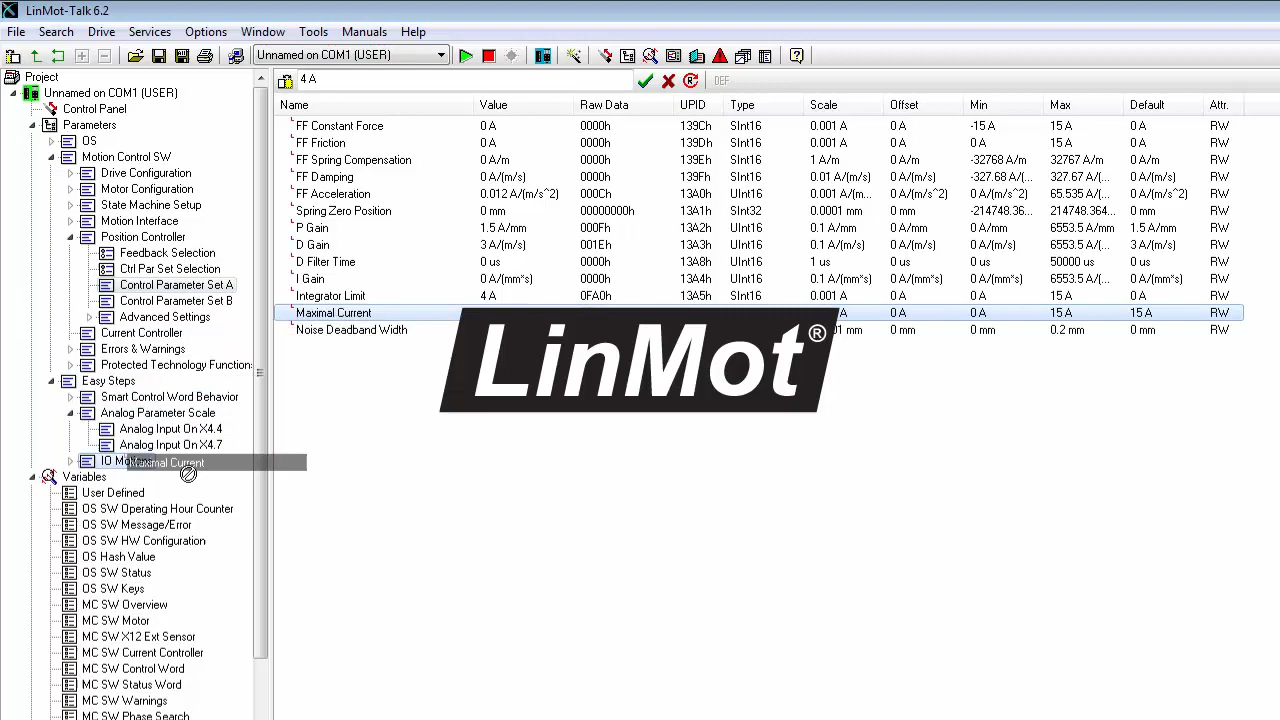 LinMot-Talk 6.2
File Search Drive Services Options Window Tools Manuals Help
Unnamed on COM1 (USER)
Project
Unnamed on COM1 (USER)
Control Panel
Parameters
OS
Motion Control SW
Drive Configuration
Motor Configuration
State Machine Setup
Motion Interface
Position Controller
Feedback Selection
Ctrl Par Set Selection
Control Parameter Set A
Control Parameter Set B
Advanced Settings
Current Controller
Errors & Warnings
Protected Technology Function:
Easy Steps
Smart Control Word Behavior
Analog Parameter Scale
Analog Input On X4.4
Analog Input On X4.7
IO
Maximal Current
Variables
User Defined
OS SW Operating Hour Counter
OS SW Message/Error
OS SW HW Configuration
OS Hash Value
OS SW Status
OS SW Keys
MC SW Overview
MC SW Motor
MC SW X12 Ext Sensor
MC SW Current Controller
MC SW Control Word
MC SW Status Word
MC SW Warnings
MC SW Phase Search
4 A DEF
Name Value Raw Data UPID Type Scale Offset Min Max Default Attr.
FF Constant Force 0 A 0000h 139Ch SInt16 0.001 A 0 A -15 A 15 A 0 A RW
FF Friction 0 A 0000h 139Dh SInt16 0.001 A 0 A 0 A 15 A 0 A RW
FF Spring Compensation 0 A/m 0000h 139Eh SInt16 1 A/m 0 A/m -32768 A/m 32767 A/m 0 A/m RW
FF Damping 0 A/(m/s) 0000h 139Fh SInt16 0.01 A/(m/s) 0 A/(m/s) -327.68 A/(... 327.67 A/(... 0 A/(m/s) RW
FF Acceleration 0.012 A/(m/s^2) 000Ch 13A0h UInt16 0.001 A/(m... 0 A/(m/s^2) 0 A/(m/s^2) 65.535 A/(... 0 A/(m/s^2) RW
Spring Zero Position 0 mm 00000000h 13A1h SInt32 0.0001 mm 0 mm -214748.36... 214748.364... 0 mm RW
P Gain 1.5 A/mm 000Fh 13A2h UInt16 0.1 A/mm 0 A/mm 0 A/mm 6553.5 A/mm 1.5 A/mm RW
D Gain 3 A/(m/s) 001Eh 13A3h UInt16 0.1 A/(m/s) 0 A/(m/s) 0 A/(m/s) 6553.5 A/(... 3 A/(m/s) RW
D Filter Time 0 us 0000h 13A8h UInt16 1 us 0 us 0 us 50000 us 0 us RW
I Gain 0 A/(mm*s) 0000h 13A4h UInt16 0.1 A/(mm*s) 0 A/(mm*s) 0 A/(mm*s) 6553.5 A/(... 0 A/(mm*s) RW
Integrator Limit 4 A 0FA0h 13A5h SInt16 0.001 A 0 A 0 A 15 A 0 A RW
Maximal Current A 0 A 0 A 15 A 15 A RW
Noise Deadband Width mm 0 mm 0 mm 0.2 mm 0 mm RW
LinMot®